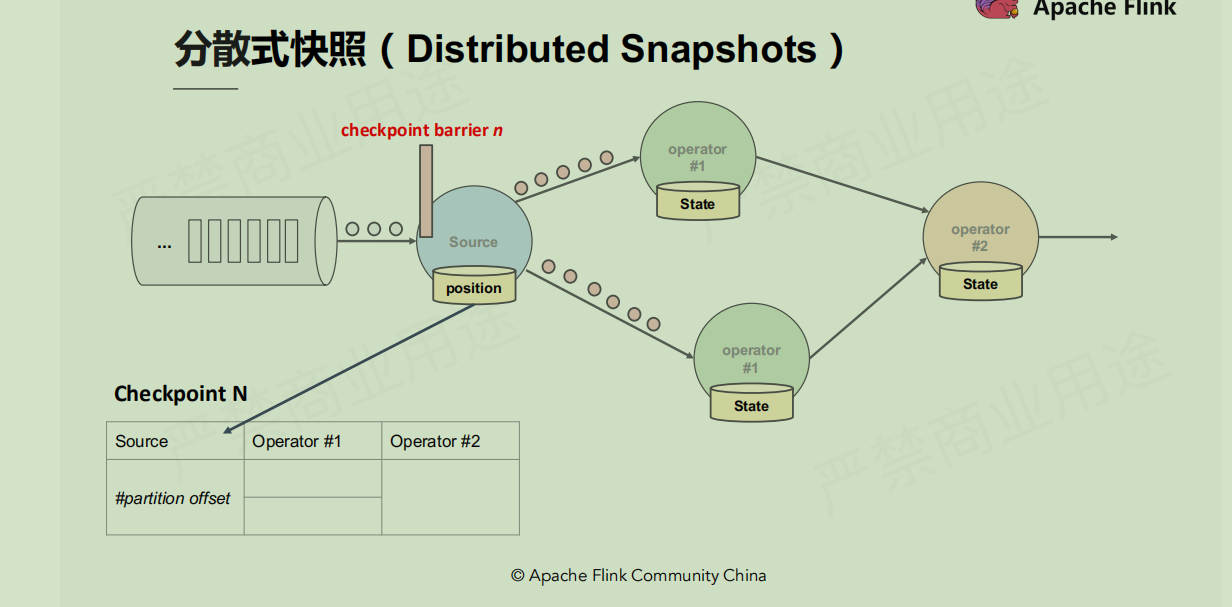 Apache Flink
分散式快照（Distributed Snapshots）
checkpoint barrier n
operator
#1
State
...
Source
position
operator
#2
State
operator
#1
State
Checkpoint N
Source Operator #1 Operator #2
#partition offset
严禁商业用途
严禁商业用途
严禁商业用途
严禁商业用途
© Apache Flink Community China